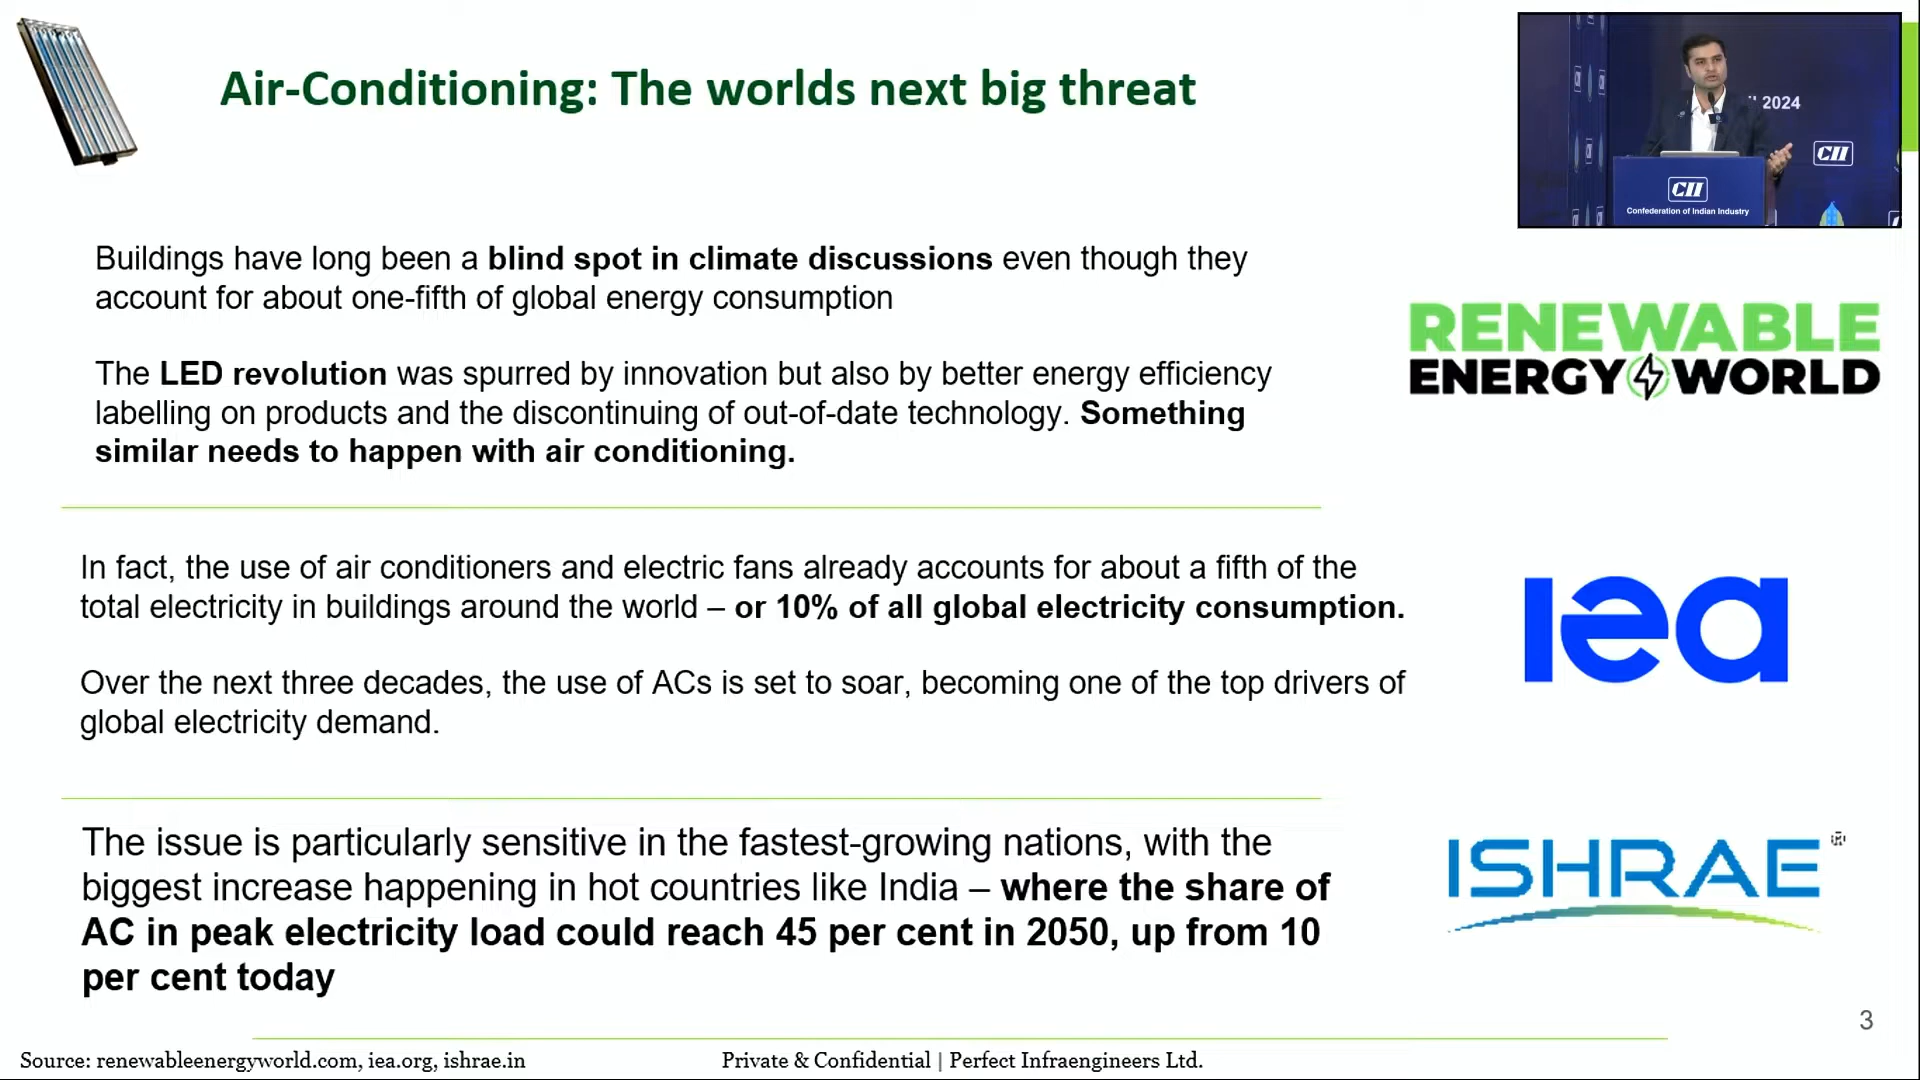 Air-Conditioning: The worlds next big threat
2024
CII
CII
Confederation of Indian Industry
Buildings have long been a blind spot in climate discussions even though they
account for about one-fifth of global energy consumption
The LED revolution was spurred by innovation but also by better energy efficiency
labelling on products and the discontinuing of out-of-date technology. Something
similar needs to happen with air conditioning.
RENEWABLE
ENERGY WORLD
In fact, the use of air conditioners and electric fans already accounts for about a fifth of the
total electricity in buildings around the world – or 10% of all global electricity consumption.
Over the next three decades, the use of ACs is set to soar, becoming one of the top drivers of
global electricity demand.
iea
The issue is particularly sensitive in the fastest-growing nations, with the
biggest increase happening in hot countries like India – where the share of
AC in peak electricity load could reach 45 per cent in 2050, up from 10
per cent today
ISHRAE
3
Source: renewableenergyworld.com, iea.org, ishrae.in
Private & Confidential | Perfect Infraengineers Ltd.